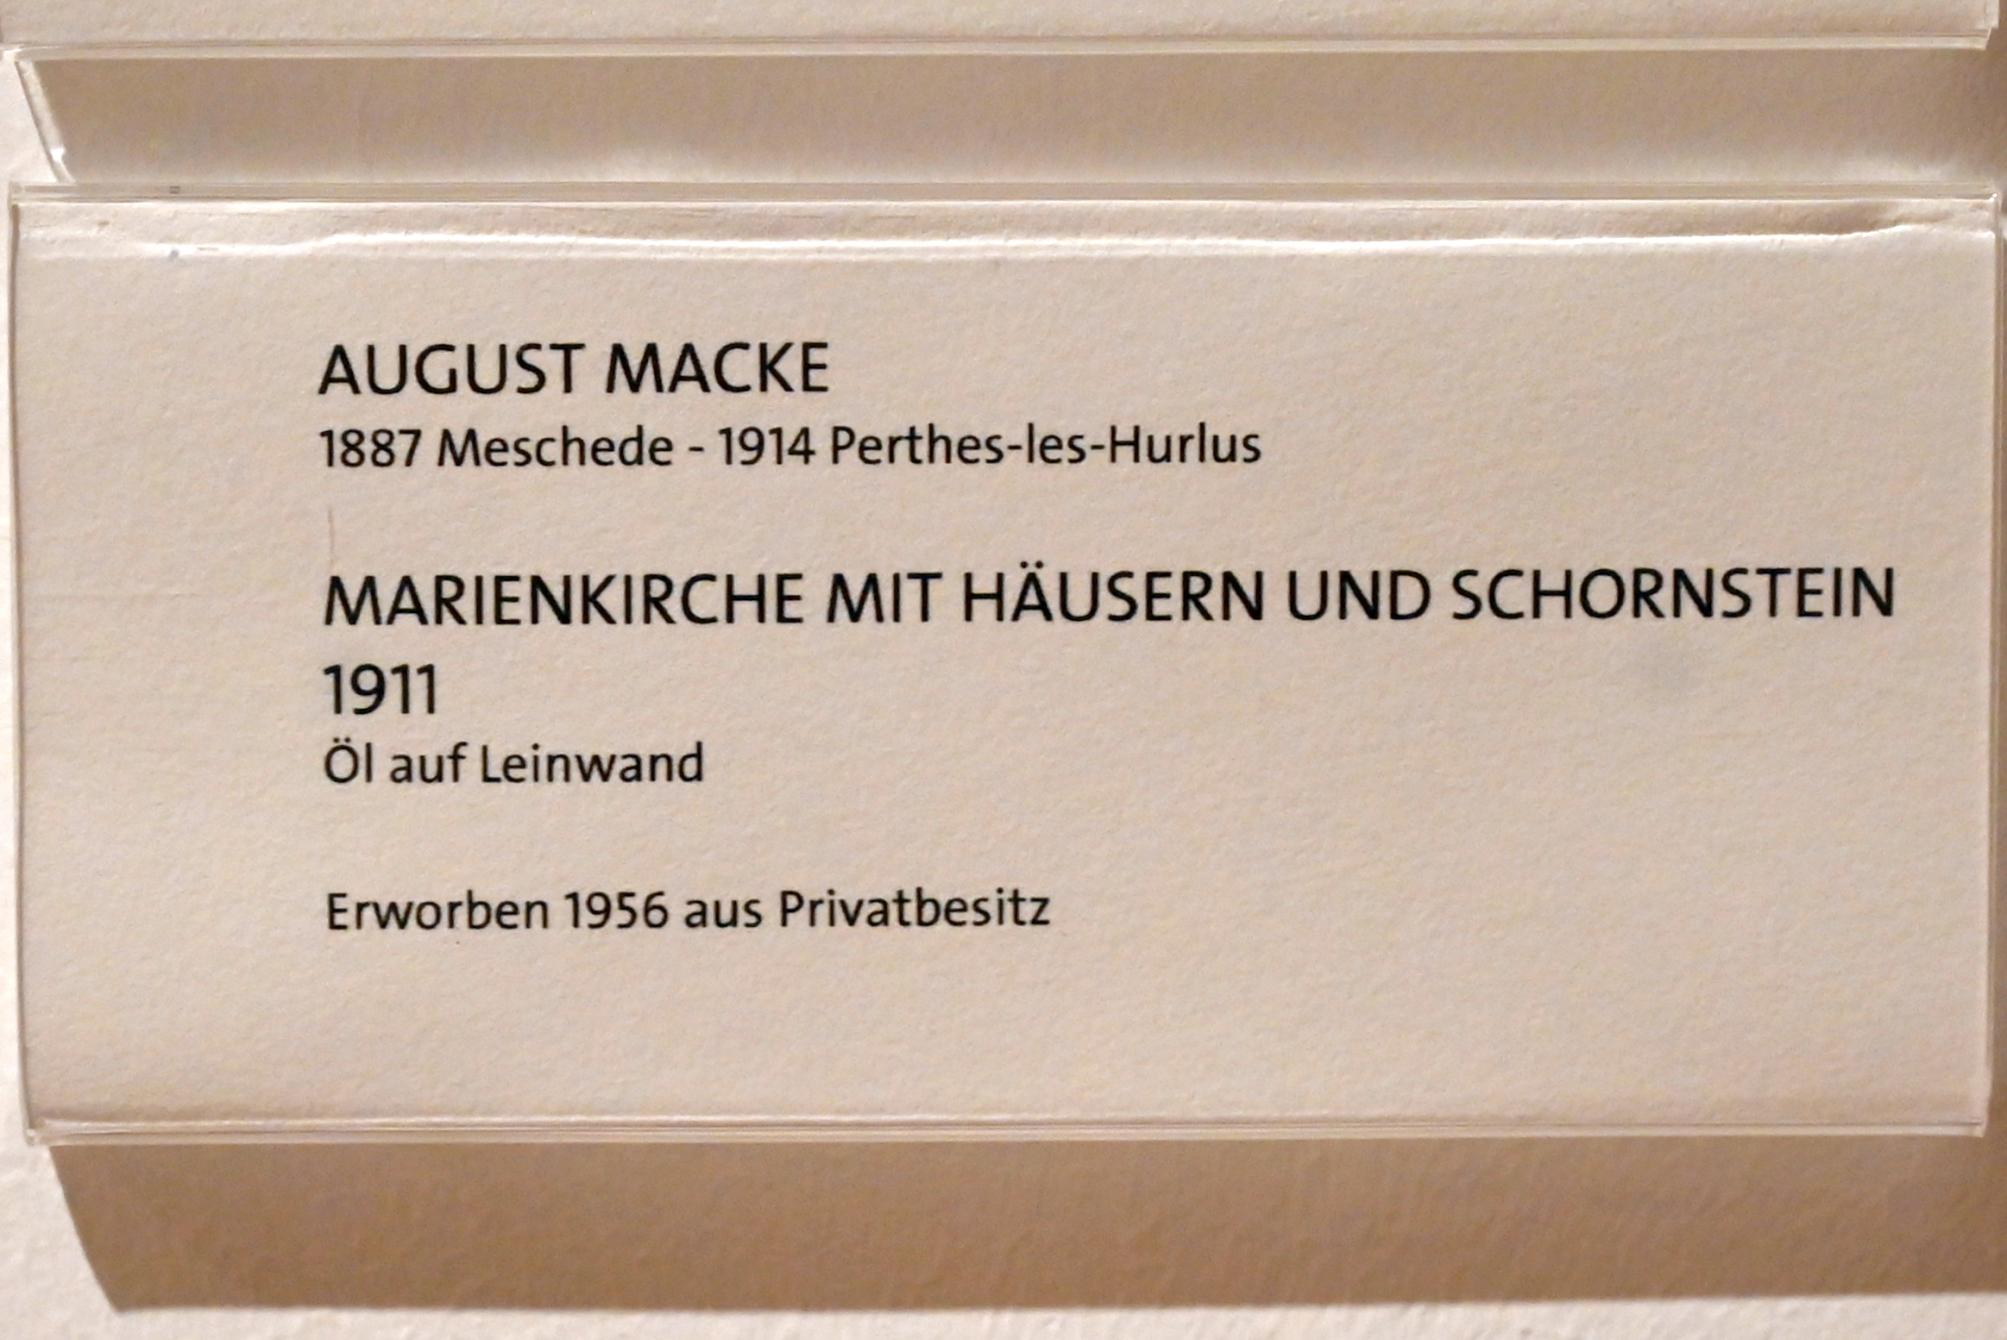 AUGUST MACKE
1887 Meschede - 1914 Perthes-les-Hurlus
MARIENKIRCHE MIT HÄUSERN UND SCHORNSTEIN
1911
Öl auf Leinwand
Erworben 1956 aus Privatbesitz